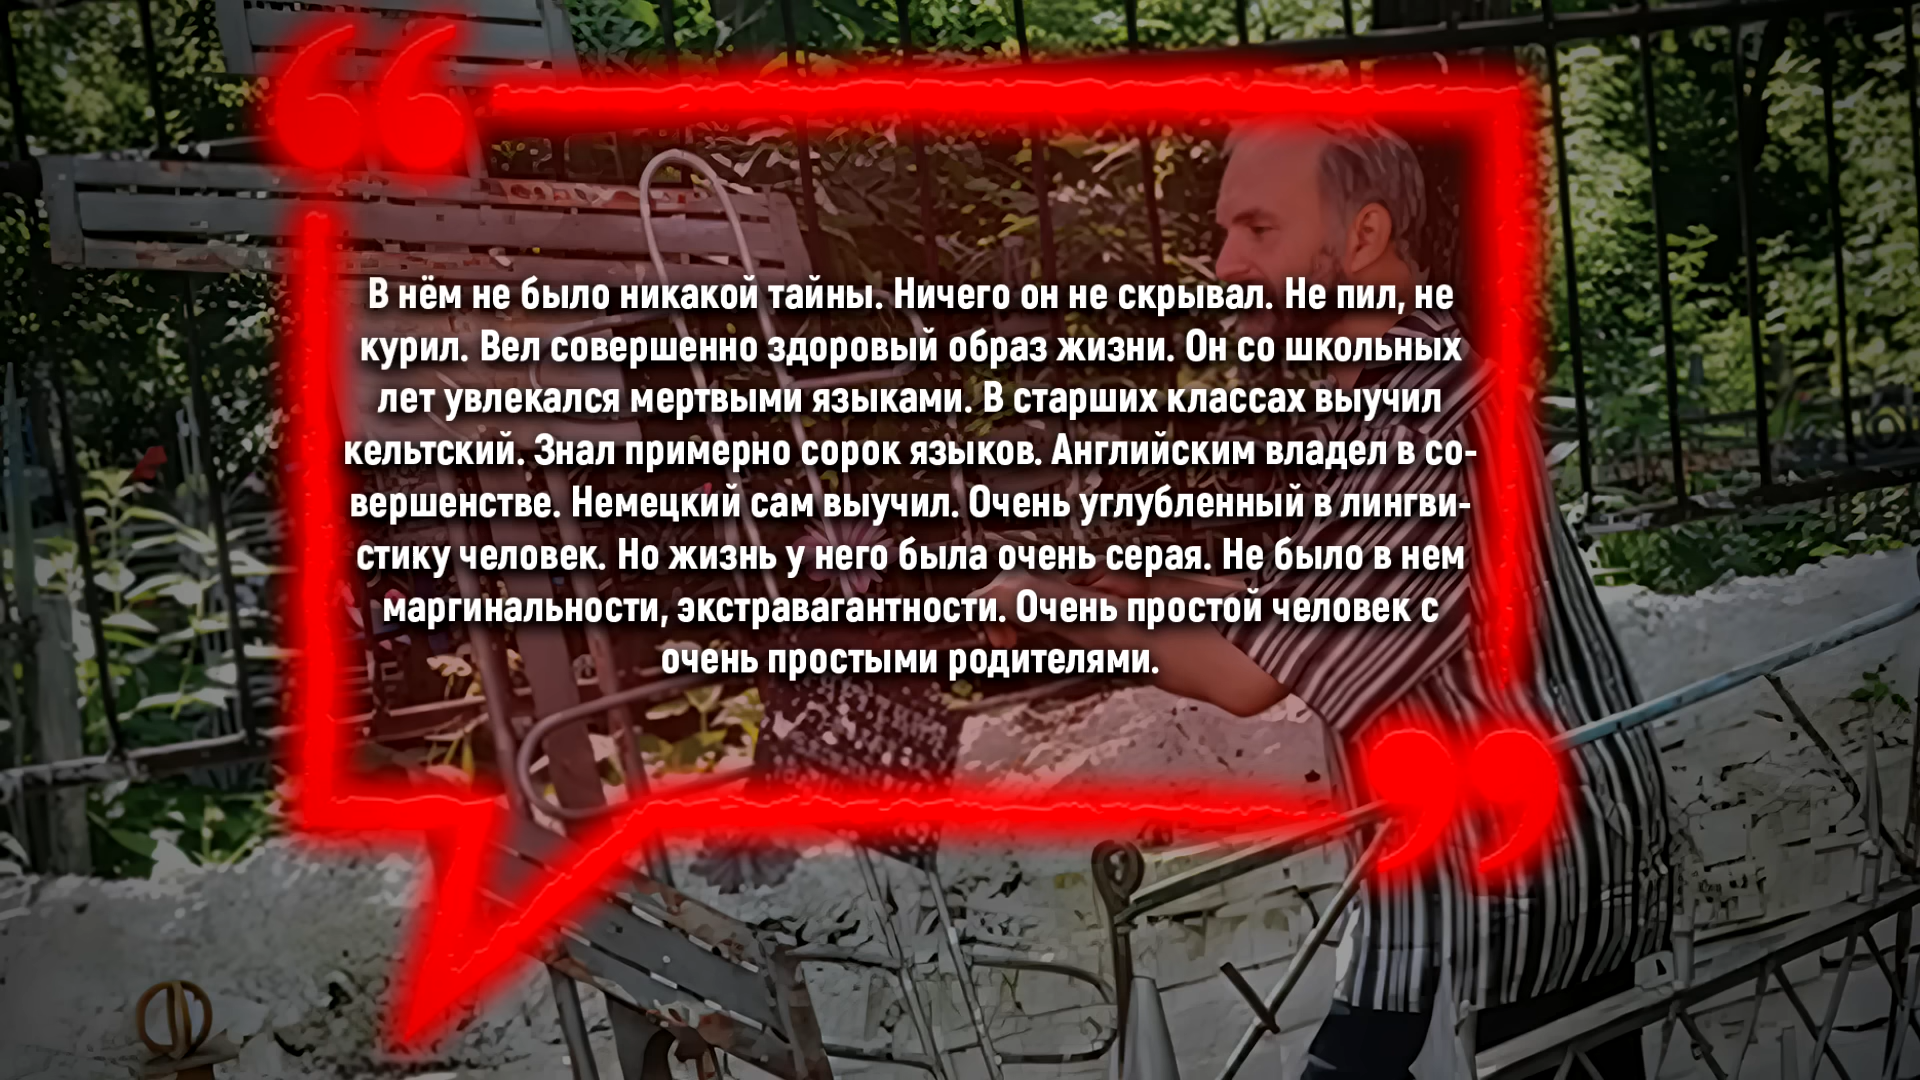 В нём не было никакой тайны. Ничего он не скрывал. Не пил, не
курил. Вел совершенно здоровый образ жизни. Он со школьных
лет увлекался мертвыми языками. В старших классах выучил
кельтский. Знал примерно сорок языков. Английским владел в со-
вершенстве. Немецкий сам выучил. Очень углубленный в лингви-
стику человек. Но жизнь у него была очень серая. Не было в нем
маргинальности, экстравагантности. Очень простой человек с
очень простыми родителями.